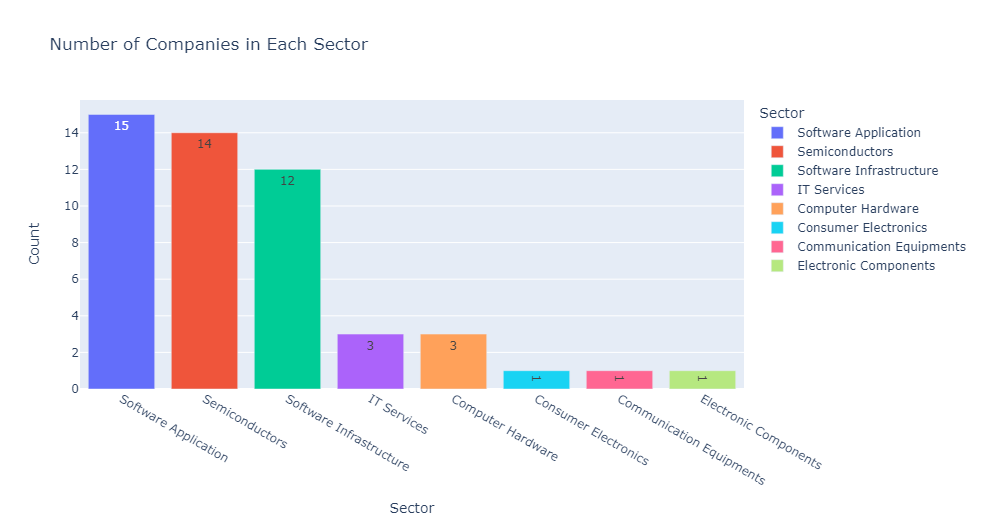 Number of Companies in Each Sector
Sector
Software Application
Semiconductors
Software Infrastructure
IT Services
Computer Hardware
Consumer Electronics
Communication Equipments
Electronic Components
Count
14
12
10
8
6
4
2
0
15
14
12
3
3
1
1
1
Software Application
Semiconductors
Software Infrastructure
IT Services
Computer Hardware
Consumer Electronics
Communication Equipments
Electronic Components
Sector